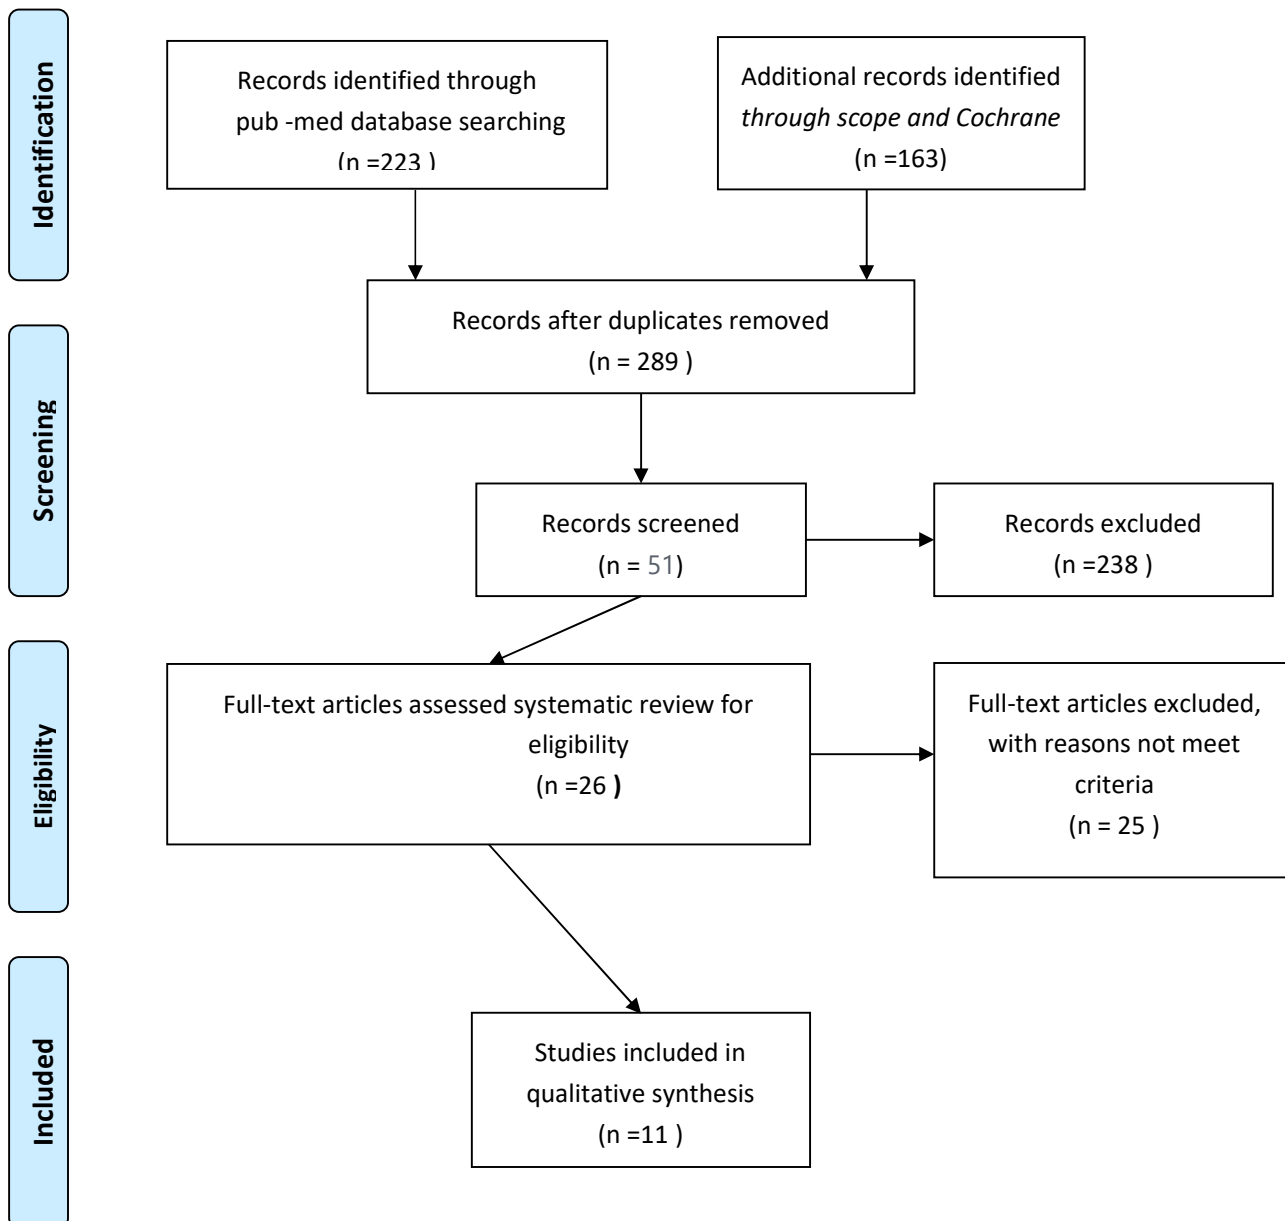 Identification
Records identified through
pub -med database searching
(n =223 )
Additional records identified
through scope and Cochrane
(n =163)
Records after duplicates removed
(n = 289 )
Screening
Records screened
(n = 51)
Records excluded
(n =238 )
Eligibility
Full-text articles assessed systematic review for
eligibility
(n =26 )
Full-text articles excluded,
with reasons not meet
criteria
(n = 25 )
Included
Studies included in
qualitative synthesis
(n =11 )